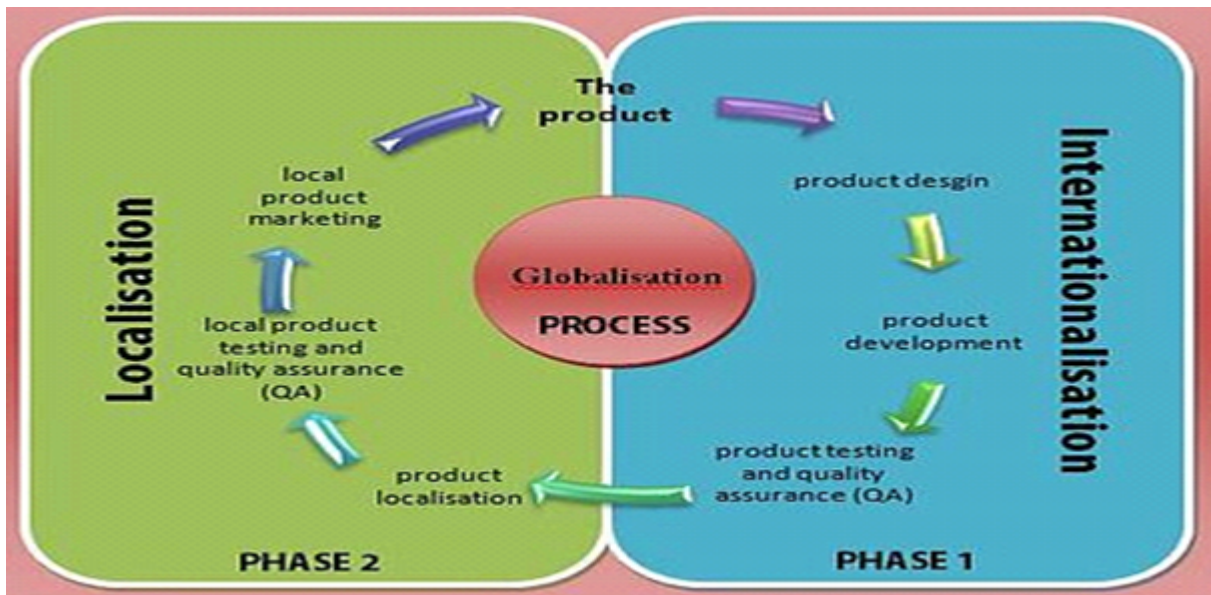 The
product
product desgin
product
development
product testing
and quality
assurance (QA)
product
localisation
local product
testing and
quality assurance
(QA)
local
product
marketing
Globalisation
PROCESS
Localisation
Internationalisation
PHASE 2
PHASE 1